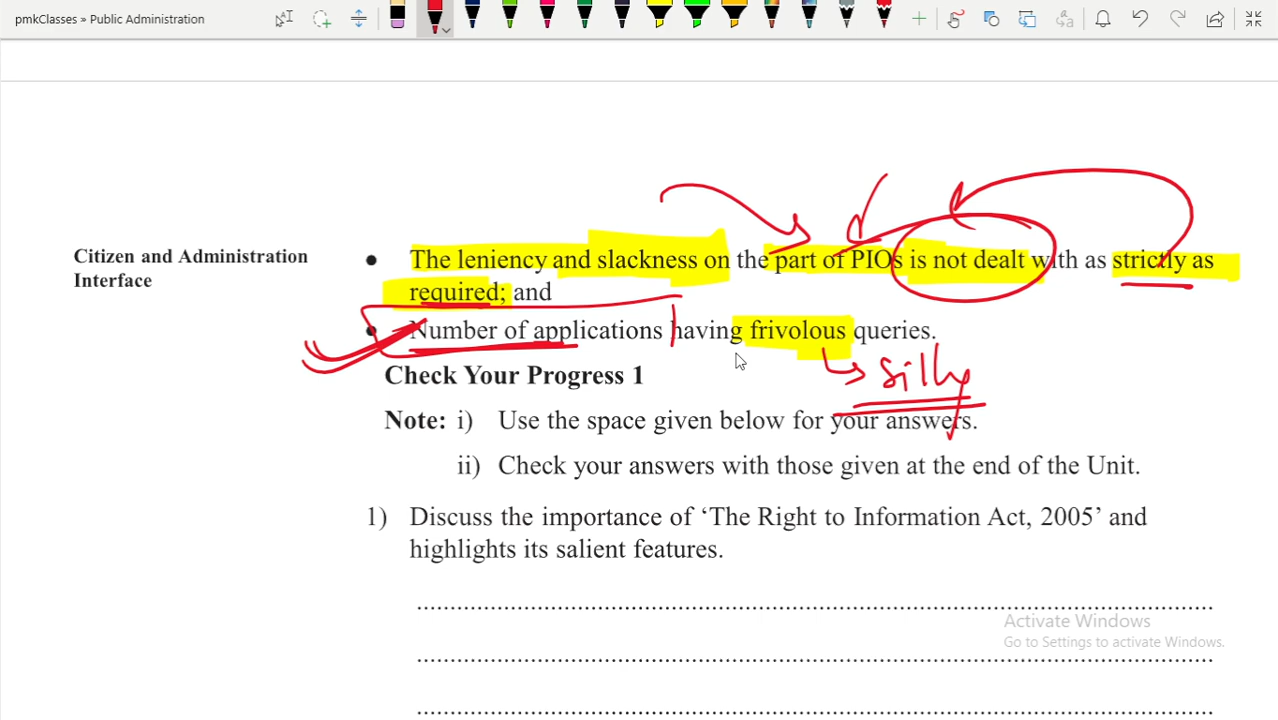 pmkClasses » Public Administration
Citizen and Administration
Interface
● The leniency and slackness on the part of PIOs is not dealt with as strictly as
required; and
● Number of applications having frivolous queries.
silly
Check Your Progress 1
Note: i) Use the space given below for your answers.
ii) Check your answers with those given at the end of the Unit.
1) Discuss the importance of ‘The Right to Information Act, 2005’ and
highlights its salient features.
Activate Windows
Go to Settings to activate Windows.